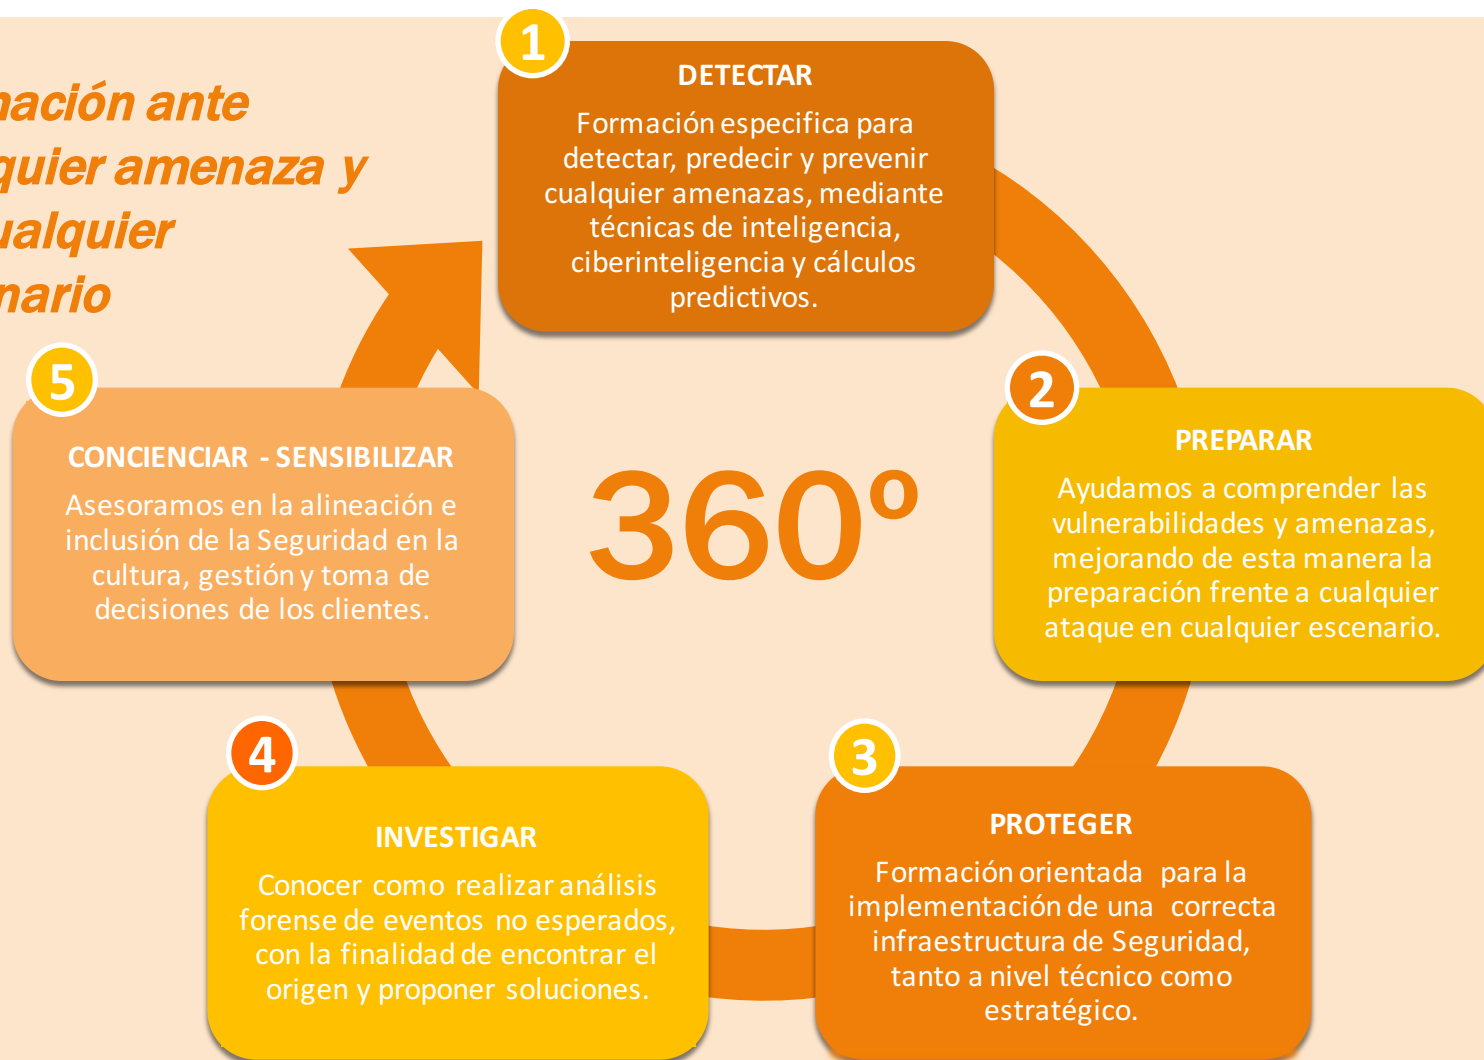 mación ante
quier amenaza y
ualquier
nario
1
DETECTAR
Formación especifica para
detectar, predecir y prevenir
cualquier amenazas, mediante
técnicas de inteligencia,
ciberinteligencia y cálculos
predictivos.
2
PREPARAR
Ayudamos a comprender las
vulnerabilidades y amenazas,
mejorando de esta manera la
preparación frente a cualquier
ataque en cualquier escenario.
3
PROTEGER
Formación orientada para la
implementación de una correcta
infraestructura de Seguridad,
tanto a nivel técnico como
estratégico.
4
INVESTIGAR
Conocer como realizar análisis
forense de eventos no esperados,
con la finalidad de encontrar el
origen y proponer soluciones.
5
CONCIENCIAR - SENSIBILIZAR
Asesoramos en la alineación e
inclusión de la Seguridad en la
cultura, gestión y toma de
decisiones de los clientes.
360º